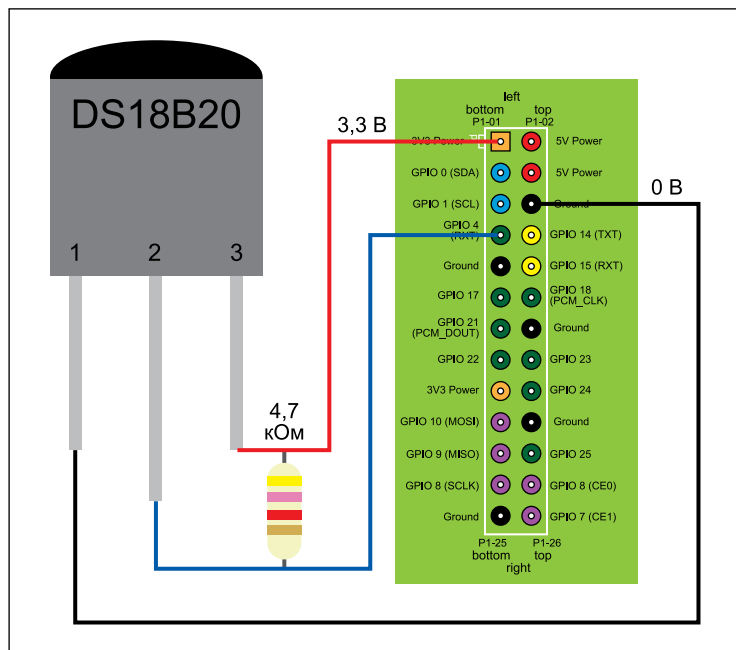 DS18B20
1 2 3
4,7
кОм
3,3 В
0 В
left
bottom top
P1-01 P1-02
3V3 Power 5V Power
GPIO 0 (SDA) 5V Power
GPIO 1 (SCL) Ground
GPIO 4
(RXT)
GPIO 14 (TXT)
Ground GPIO 15 (RXT)
GPIO 17
GPIO 18
(PCM_CLK)
GPIO 21
(PCM_DOUT)
Ground
GPIO 22 GPIO 23
3V3 Power GPIO 24
GPIO 10 (MOSI) Ground
GPIO 9 (MISO) GPIO 25
GPIO 8 (SCLK) GPIO 8 (CE0)
Ground GPIO 7 (CE1)
P1-25 P1-26
bottom top
right